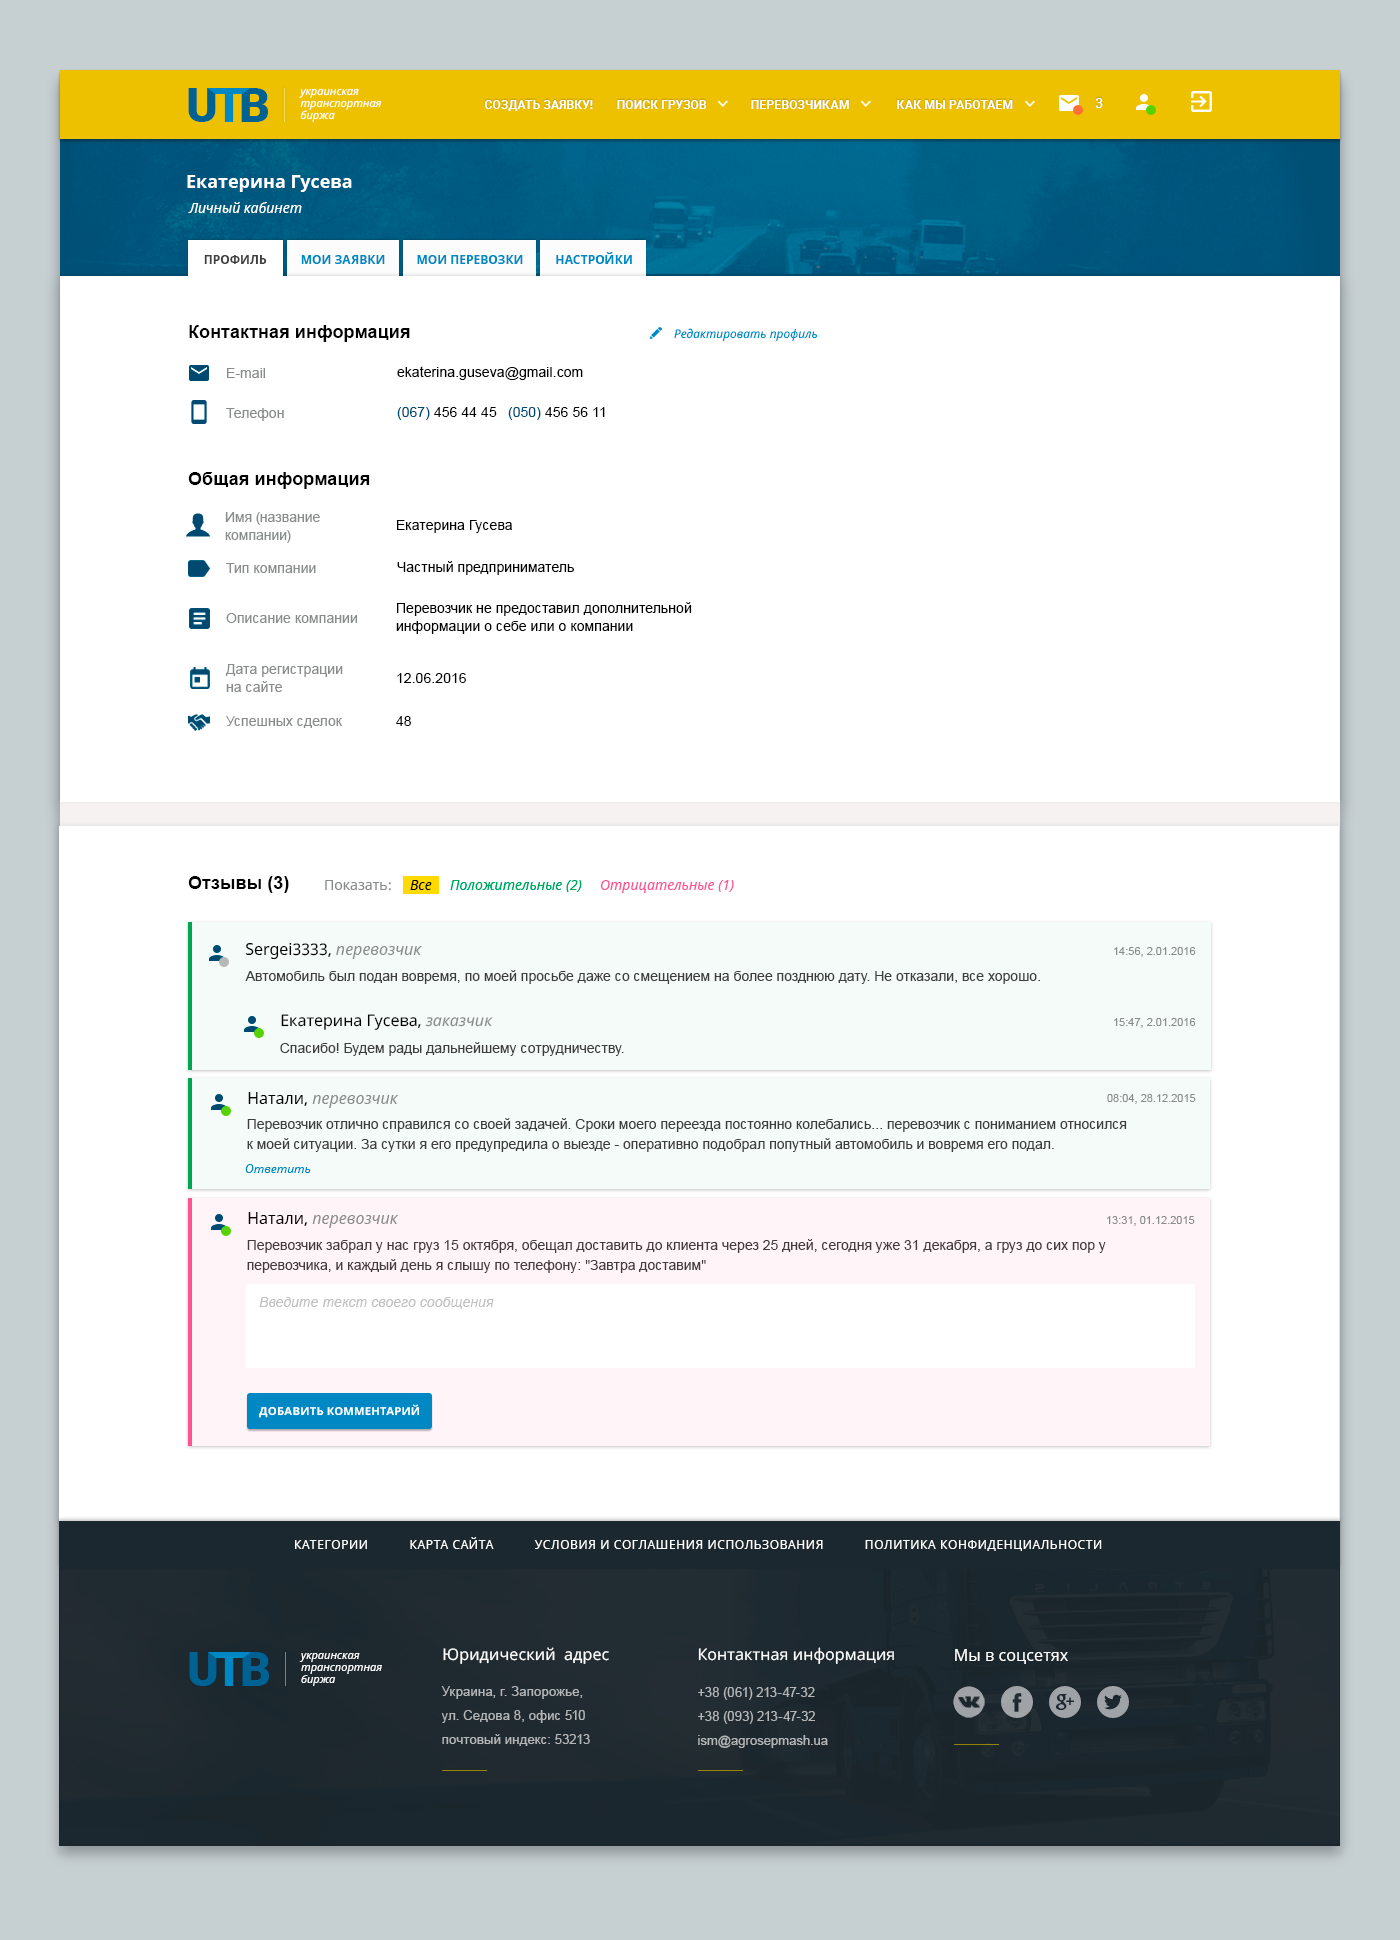 UTB
украинская
транспортная
биржа
СОЗДАТЬ ЗАЯВКУ!
ПОИСК ГРУЗОВ
ПЕРЕВОЗЧИКАМ
КАК МЫ РАБОТАЕМ
3
Екатерина Гусева
Личный кабинет
ПРОФИЛЬ
МОИ ЗАЯВКИ
МОИ ПЕРЕВОЗКИ
НАСТРОЙКИ
Контактная информация
Редактировать профиль
E-mail
ekaterina.guseva@gmail.com
Телефон
(067) 456 44 45 (050) 456 56 11
Общая информация
Имя (название
компании)
Екатерина Гусева
Тип компании
Частный предприниматель
Описание компании
Перевозчик не предоставил дополнительной
информации о себе или о компании
Дата регистрации
на сайте
12.06.2016
Успешных сделок
48
Отзывы (3)
Показать:
Все
Положительные (2)
Отрицательные (1)
Sergei3333, перевозчик
14:56, 2.01.2016
Автомобиль был подан вовремя, по моей просьбе даже со смещением на более позднюю дату. Не отказали, все хорошо.
Екатерина Гусева, заказчик
15:47, 2.01.2016
Спасибо! Будем рады дальнейшему сотрудничеству.
Натали, перевозчик
08:04, 28.12.2015
Перевозчик отлично справился со своей задачей. Сроки моего переезда постоянно колебались... перевозчик с пониманием относился
к моей ситуации. За сутки я его предупредила о выезде - оперативно подобрал попутный автомобиль и вовремя его подал.
Ответить
Натали, перевозчик
13:31, 01.12.2015
Перевозчик забрал у нас груз 15 октября, обещал доставить до клиента через 25 дней, сегодня уже 31 декабря, а груз до сих пор у
перевозчика, и каждый день я слышу по телефону: "Завтра доставим"
Введите текст своего сообщения
ДОБАВИТЬ КОММЕНТАРИЙ
КАТЕГОРИИ
КАРТА САЙТА
УСЛОВИЯ И СОГЛАШЕНИЯ ИСПОЛЬЗОВАНИЯ
ПОЛИТИКА КОНФИДЕНЦИАЛЬНОСТИ
UTB
украинская
транспортная
биржа
Юридический адрес
Украина, г. Запорожье,
ул. Седова 8, офис 510
почтовый индекс: 53213
Контактная информация
+38 (061) 213-47-32
+38 (093) 213-47-32
ism@agrosepmash.ua
Мы в соцсетях